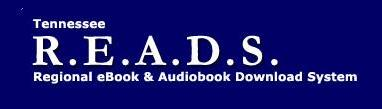 Tennessee
R.E.A.D.S.
Regional eBook & Audiobook Download System